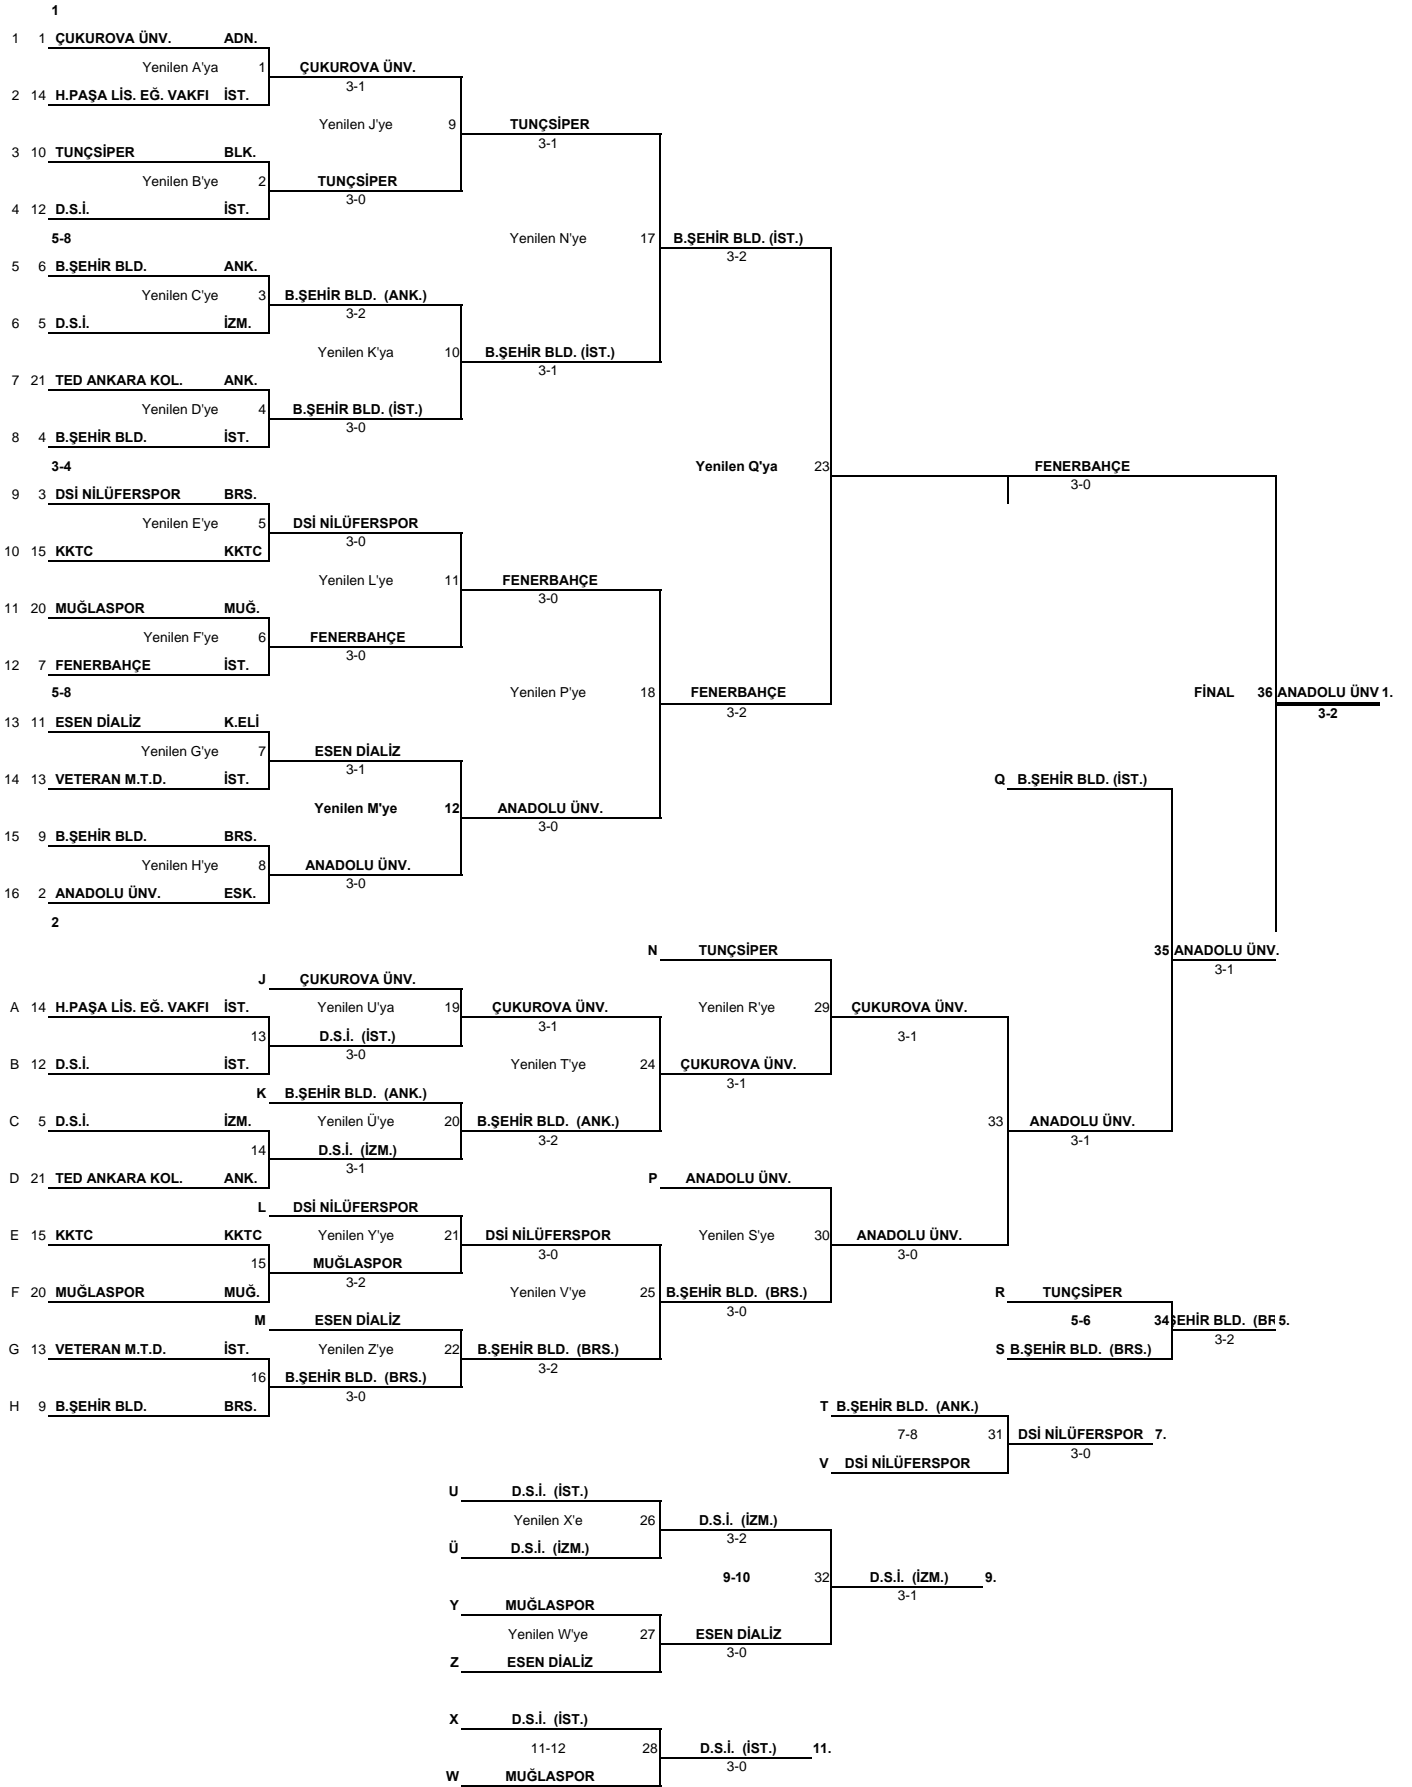 1
1 1 ÇUKUROVA ÜNV. ADN.
Yenilen A'ya 1 ÇUKUROVA ÜNV.
3-1
2 14 H.PAŞA LİS. EĞ. VAKFI İST.
Yenilen J'ye 9 TUNÇSİPER
3-1
3 10 TUNÇSİPER BLK.
Yenilen B'ye 2 TUNÇSİPER
3-0
4 12 D.S.İ. İST.
5-8 Yenilen N'ye 17 B.ŞEHİR BLD. (İST.)
3-2
5 6 B.ŞEHİR BLD. ANK.
Yenilen C'ye 3 B.ŞEHİR BLD. (ANK.)
3-2
6 5 D.S.İ. İZM.
Yenilen K'ya 10 B.ŞEHİR BLD. (İST.)
3-1
7 21 TED ANKARA KOL. ANK.
Yenilen D'ye 4 B.ŞEHİR BLD. (İST.)
3-0
8 4 B.ŞEHİR BLD. İST.
3-4 Yenilen Q'ya 23 FENERBAHÇE
3-0
9 3 DSİ NİLÜFERSPOR BRS.
Yenilen E'ye 5 DSİ NİLÜFERSPOR
3-0
10 15 KKTC KKTC
Yenilen L'ye 11 FENERBAHÇE
3-0
11 20 MUĞLASPOR MUĞ.
Yenilen F'ye 6 FENERBAHÇE
3-0
12 7 FENERBAHÇE İST.
5-8 Yenilen P'ye 18 FENERBAHÇE FİNAL 36 ANADOLU ÜNV 1.
3-2 3-2
13 11 ESEN DİALİZ K.ELİ
Yenilen G'ye 7 ESEN DİALİZ
3-1
14 13 VETERAN M.T.D. İST. Q B.ŞEHİR BLD. (İST.)
Yenilen M'ye 12 ANADOLU ÜNV.
3-0
15 9 B.ŞEHİR BLD. BRS.
Yenilen H'ye 8 ANADOLU ÜNV.
3-0
16 2 ANADOLU ÜNV. ESK.
2
N TUNÇSİPER 35 ANADOLU ÜNV.
3-1
J ÇUKUROVA ÜNV.
A 14 H.PAŞA LİS. EĞ. VAKFI İST. Yenilen U'ya 19 ÇUKUROVA ÜNV. Yenilen R'ye 29 ÇUKUROVA ÜNV.
3-1
13 D.S.İ. (İST.) 3-1
3-0
B 12 D.S.İ. İST. Yenilen T'ye 24 ÇUKUROVA ÜNV.
3-1
K B.ŞEHİR BLD. (ANK.)
C 5 D.S.İ. İZM. Yenilen Ü'ye 20 B.ŞEHİR BLD. (ANK.) 33 ANADOLU ÜNV.
3-2 3-1
14 D.S.İ. (İZM.)
3-1
D 21 TED ANKARA KOL. ANK. P ANADOLU ÜNV.
L DSİ NİLÜFERSPOR
E 15 KKTC KKTC Yenilen Y'ye 21 DSİ NİLÜFERSPOR Yenilen S'ye 30 ANADOLU ÜNV.
3-0 3-0
15 MUĞLASPOR
3-2
F 20 MUĞLASPOR MUĞ. Yenilen V'ye 25 B.ŞEHİR BLD. (BRS.) R TUNÇSİPER
3-0
M ESEN DİALİZ 5-6 34 ŞEHİR BLD. (BR 5.
3-2
G 13 VETERAN M.T.D. İST. Yenilen Z'ye 22 B.ŞEHİR BLD. (BRS.) S B.ŞEHİR BLD. (BRS.)
3-2
16 B.ŞEHİR BLD. (BRS.)
3-0
H 9 B.ŞEHİR BLD. BRS. T B.ŞEHİR BLD. (ANK.)
7-8 31 DSİ NİLÜFERSPOR 7.
3-0
V DSİ NİLÜFERSPOR
U D.S.İ. (İST.)
Yenilen X'e 26 D.S.İ. (İZM.)
3-2
Ü D.S.İ. (İZM.)
9-10 32 D.S.İ. (İZM.) 9.
3-1
Y MUĞLASPOR
Yenilen W'ye 27 ESEN DİALİZ
3-0
Z ESEN DİALİZ
X D.S.İ. (İST.)
11-12 28 D.S.İ. (İST.) 11.
3-0
W MUĞLASPOR